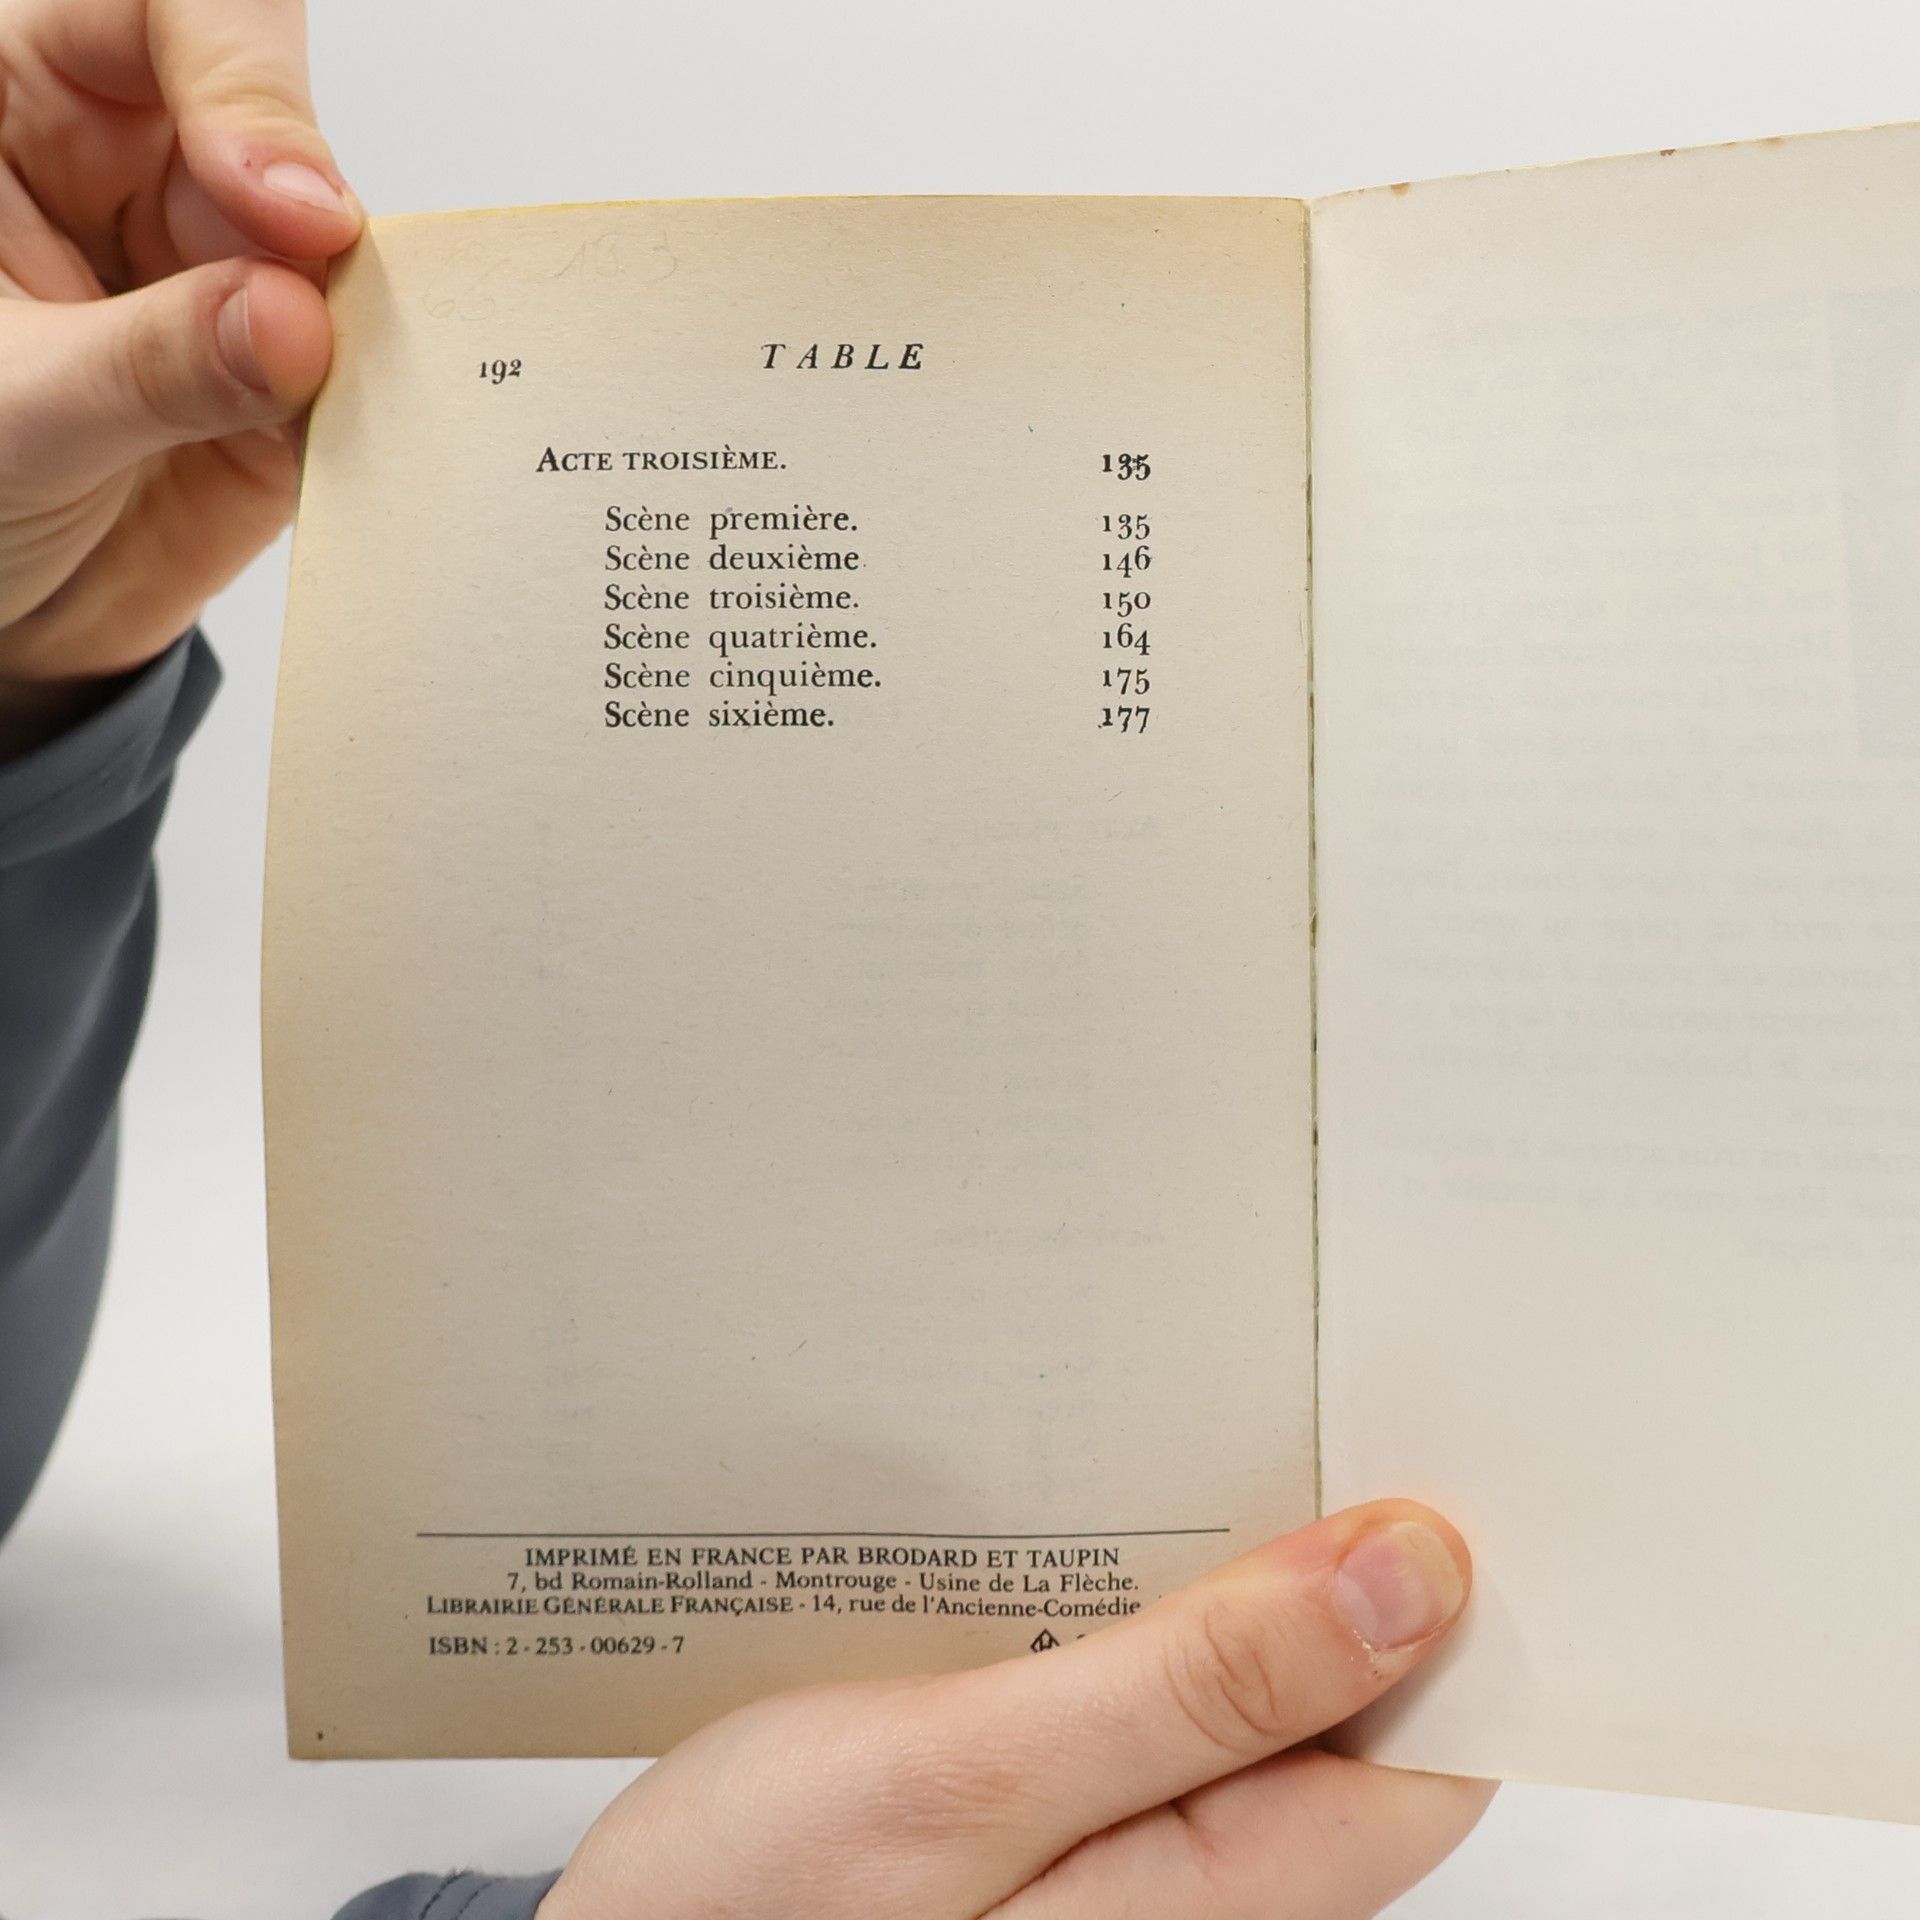 192 TABLE
ACTE TROISIÈME. 135
Scène première. 135
Scène deuxième. 146
Scène troisième. 150
Scène quatrième. 164
Scène cinquième. 175
Scène sixième. 177
IMPRIMÉ EN FRANCE PAR BRODARD ET TAUPIN
7, bd Romain-Rolland - Montrouge - Usine de La Flèche.
LIBRAIRIE GÉNÉRALE FRANÇAISE - 14, rue de l'Ancienne-Comédie
ISBN : 2 - 253 - 00629 - 7